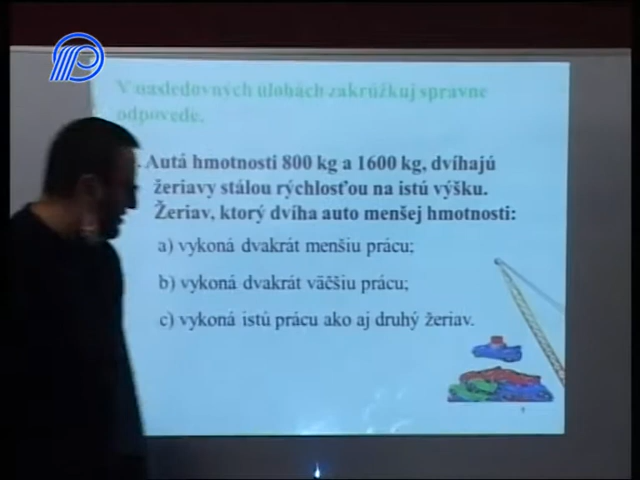 V nasledovných úlohách zakrúžkuj správne
odpovede.
Autá hmotnosti 800 kg a 1600 kg, dvíhajú
žeriavy stálou rýchlosťou na istú výšku.
Žeriav, ktorý dvíha auto menšej hmotnosti:
a) vykoná dvakrát menšiu prácu;
b) vykoná dvakrát väčšiu prácu;
c) vykoná istú prácu ako aj druhý žeriav.